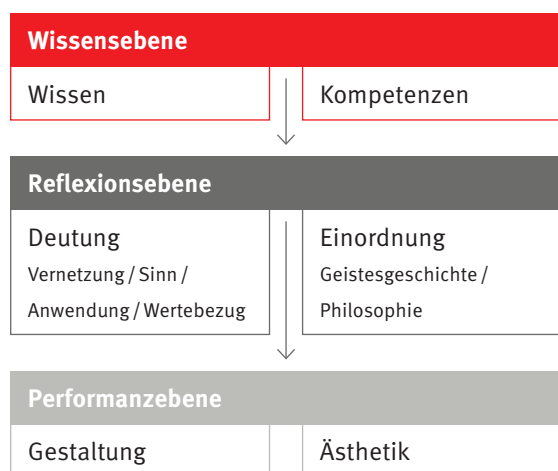 Wissensebene
Wissen
Kompetenzen
Reflexionsebene
Deutung
Vernetzung / Sinn /
Anwendung / Wertebezug
Einordnung
Geistesgeschichte /
Philosophie
Performanzebene
Gestaltung
Ästhetik